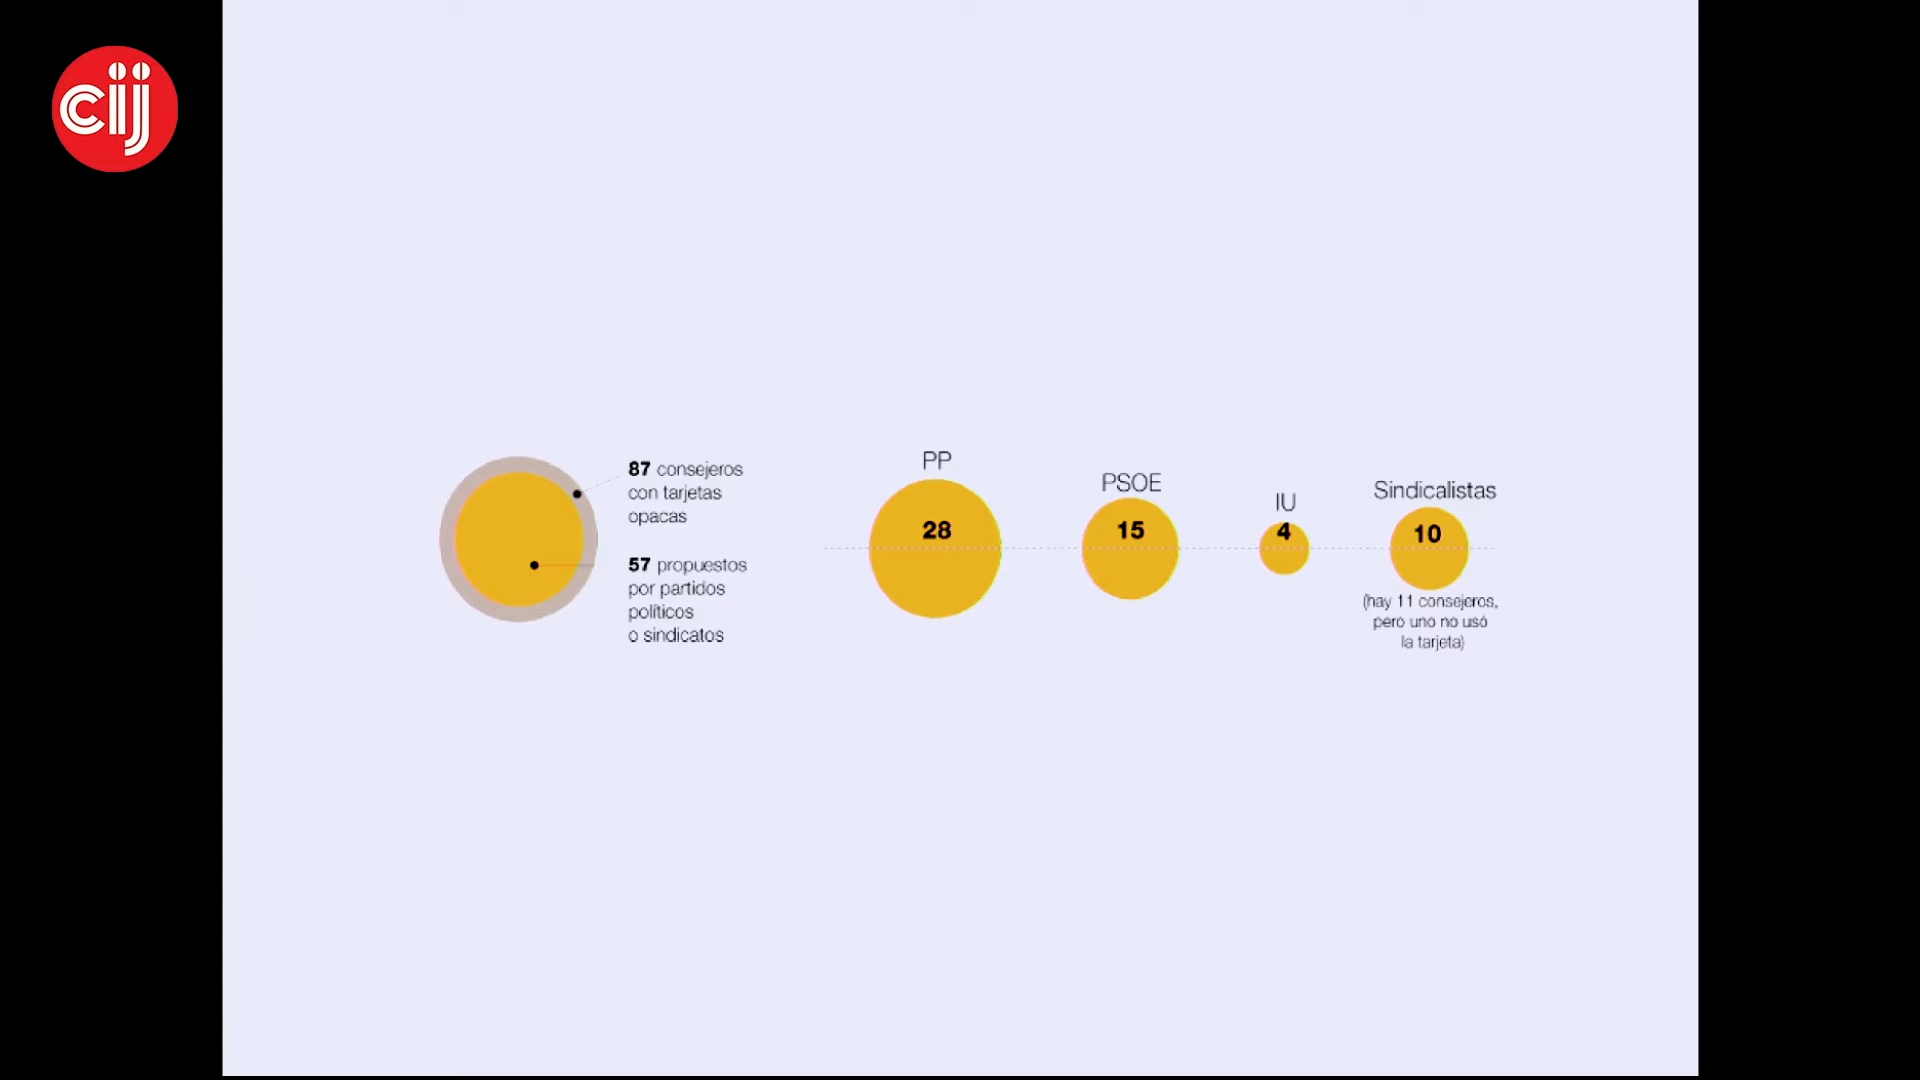 cij
87 consejeros
con tarjetas
opacas
57 propuestos
por partidos
políticos
o sindicatos
PP
28
PSOE
15
IU
4
Sindicalistas
10
(hay 11 consejeros,
pero uno no usó
la tarjeta)